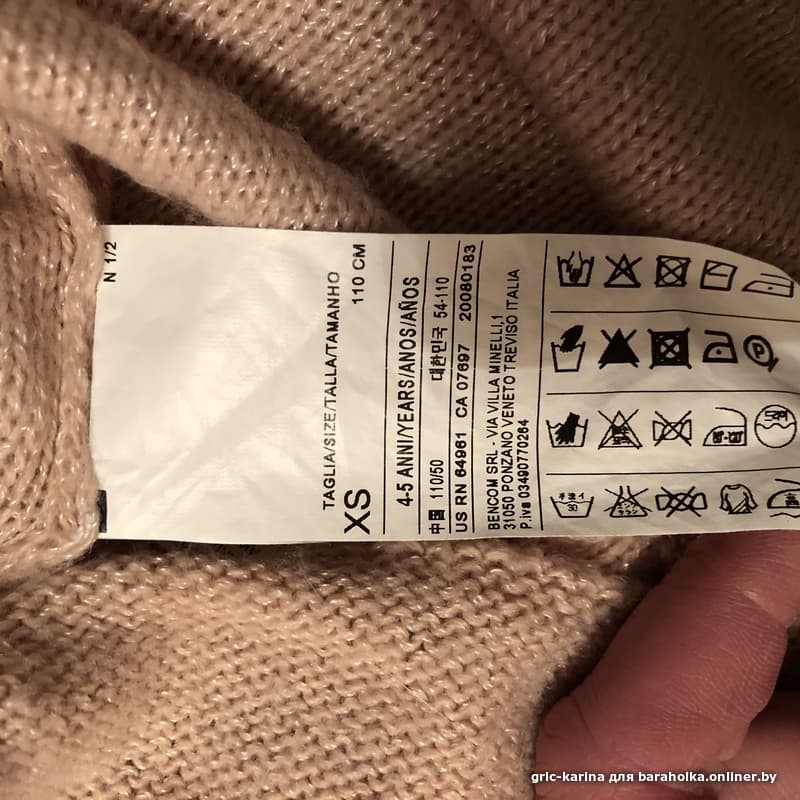 N 1/2
TAGLIA/SIZE/TALLA/TAMANHO
XS 110 CM
4-5 ANNI/YEARS/ANOS/AÑOS
中国 110/50 대한민국 54-110
US RN 64961 CA 07697 20080183
BENCOM SRL - VIA VILLA MINELLI,1
31050 PONZANO VENETO TREVISO ITALIA
P.iva 03490770264
P
30
gric-karina для baraholka.onliner.by